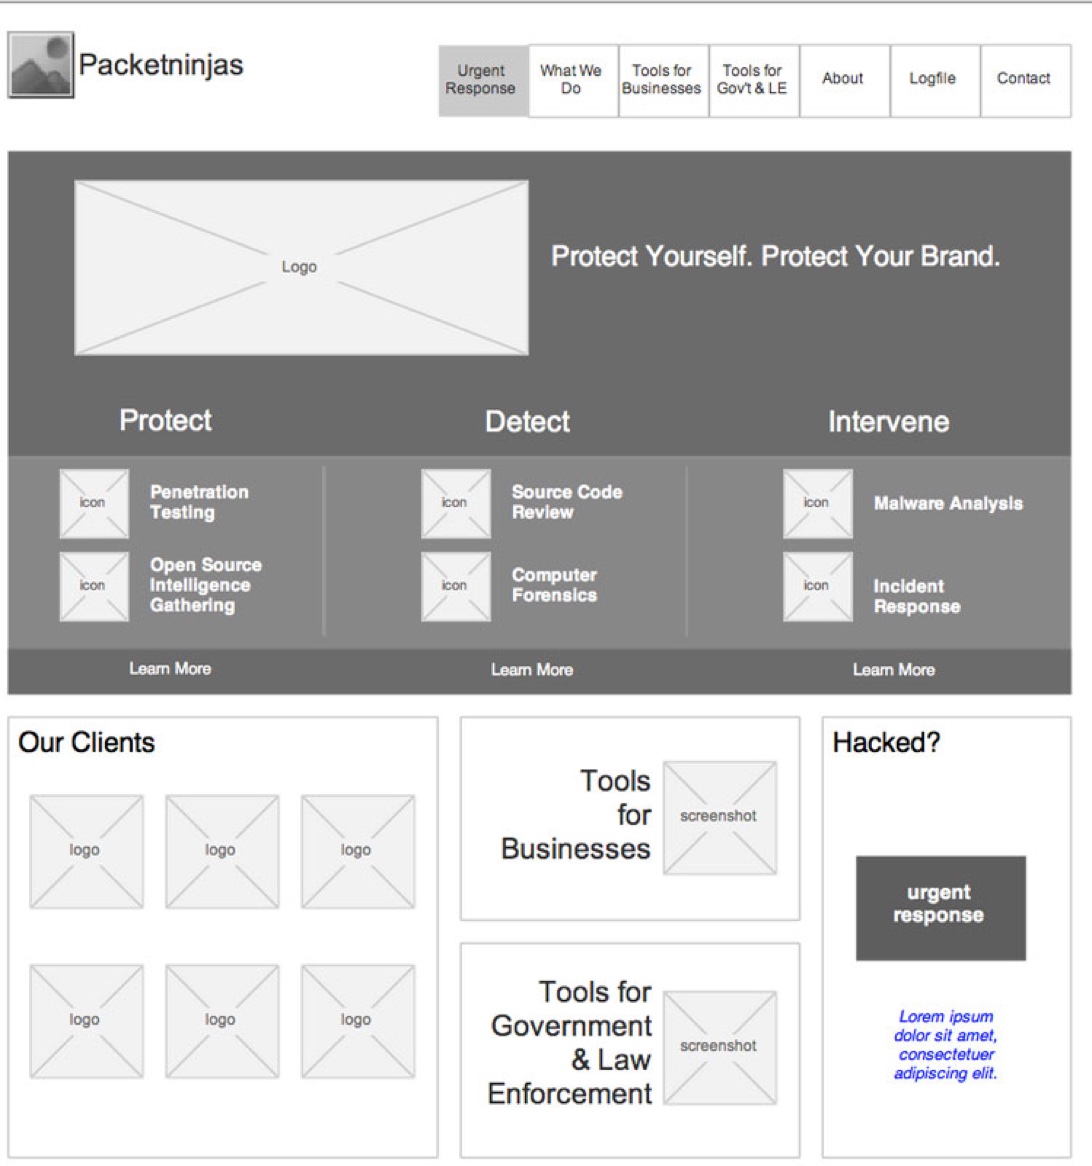 Packetninjas
Urgent
Response
What We
Do
Tools for
Businesses
Tools for
Gov't & LE
About
Logfile
Contact
Logo
Protect Yourself. Protect Your Brand.
Protect
Detect
Intervene
icon
Penetration
Testing
icon
Open Source
Intelligence
Gathering
icon
Source Code
Review
icon
Computer
Forensics
icon
Malware Analysis
icon
Incident
Response
Learn More
Learn More
Learn More
Our Clients
logo
logo
logo
logo
logo
logo
Tools
for
Businesses
screenshot
Tools for
Government
& Law
Enforcement
screenshot
Hacked?
urgent
response
Lorem ipsum
dolor sit amet,
consectetuer
adipiscing elit.